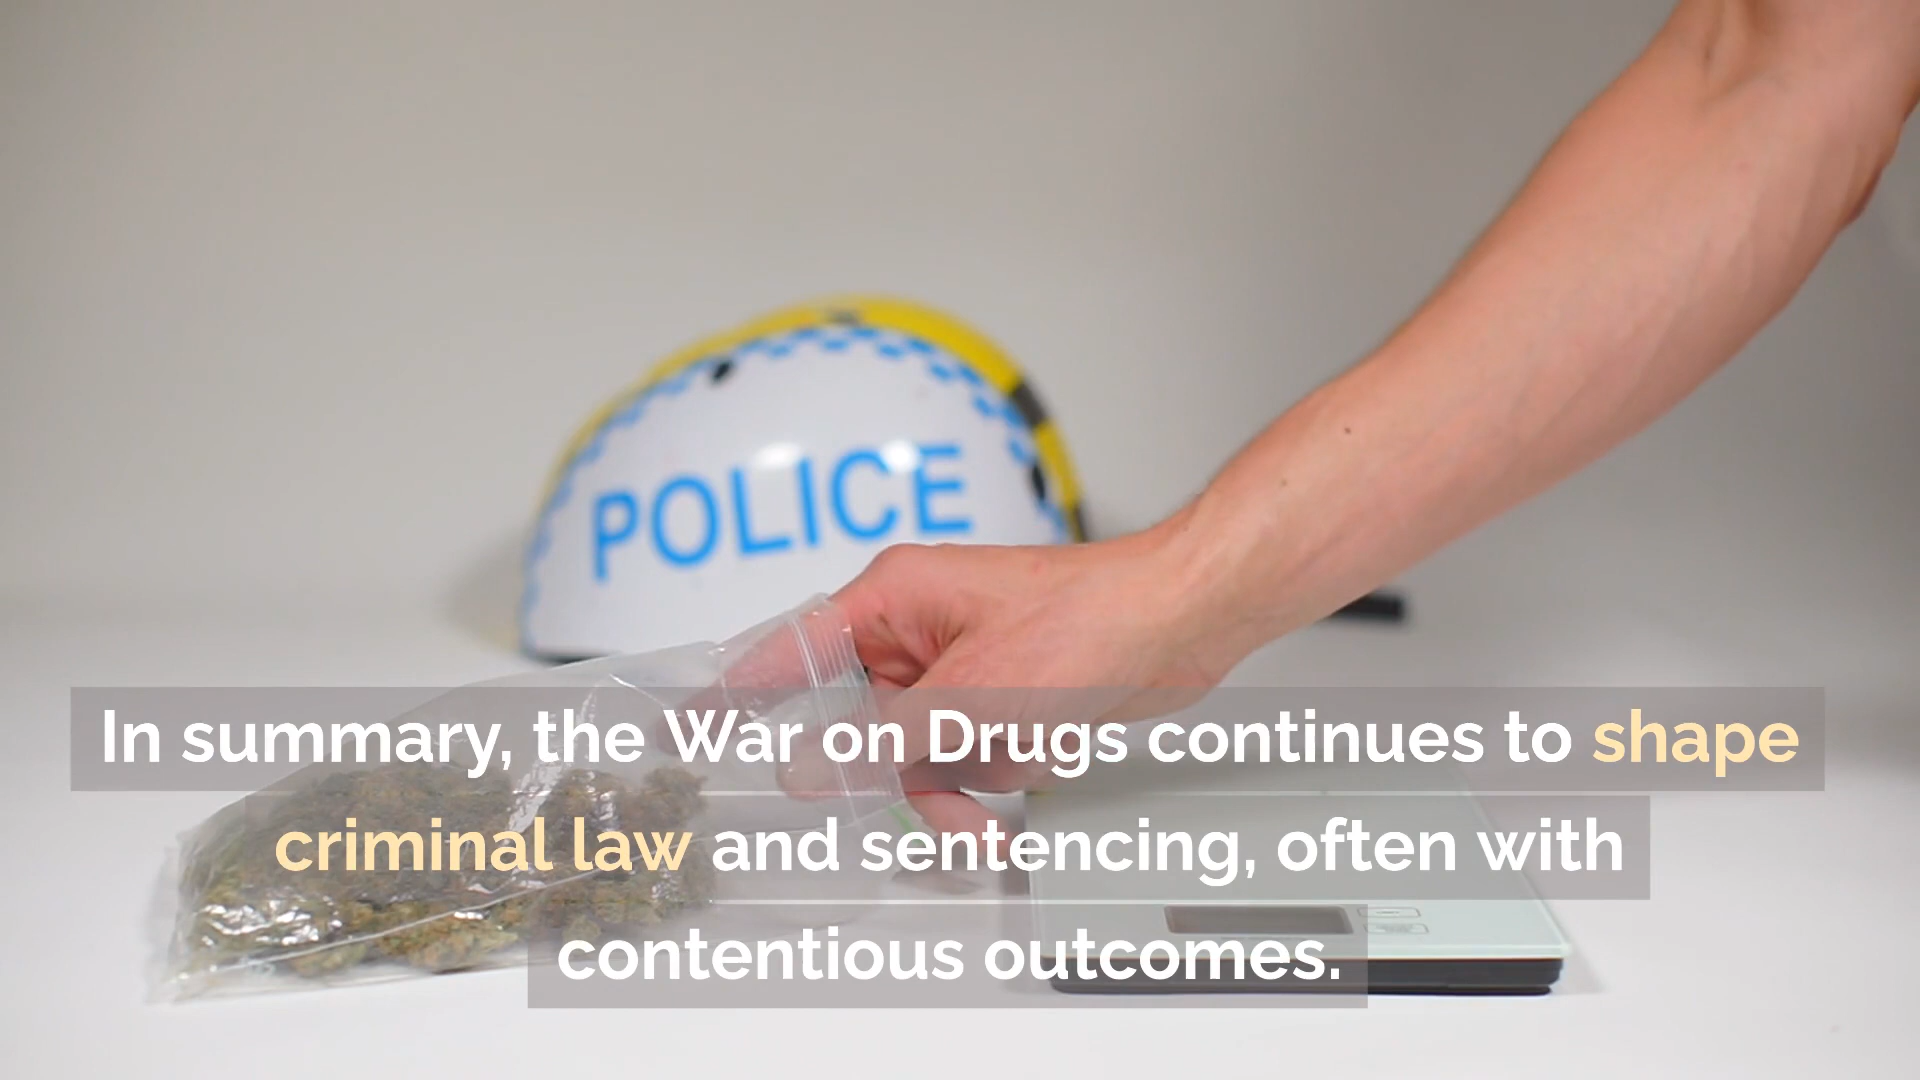 POLICE
In summary, the War on Drugs continues to shape
criminal law and sentencing, often with
contentious outcomes.